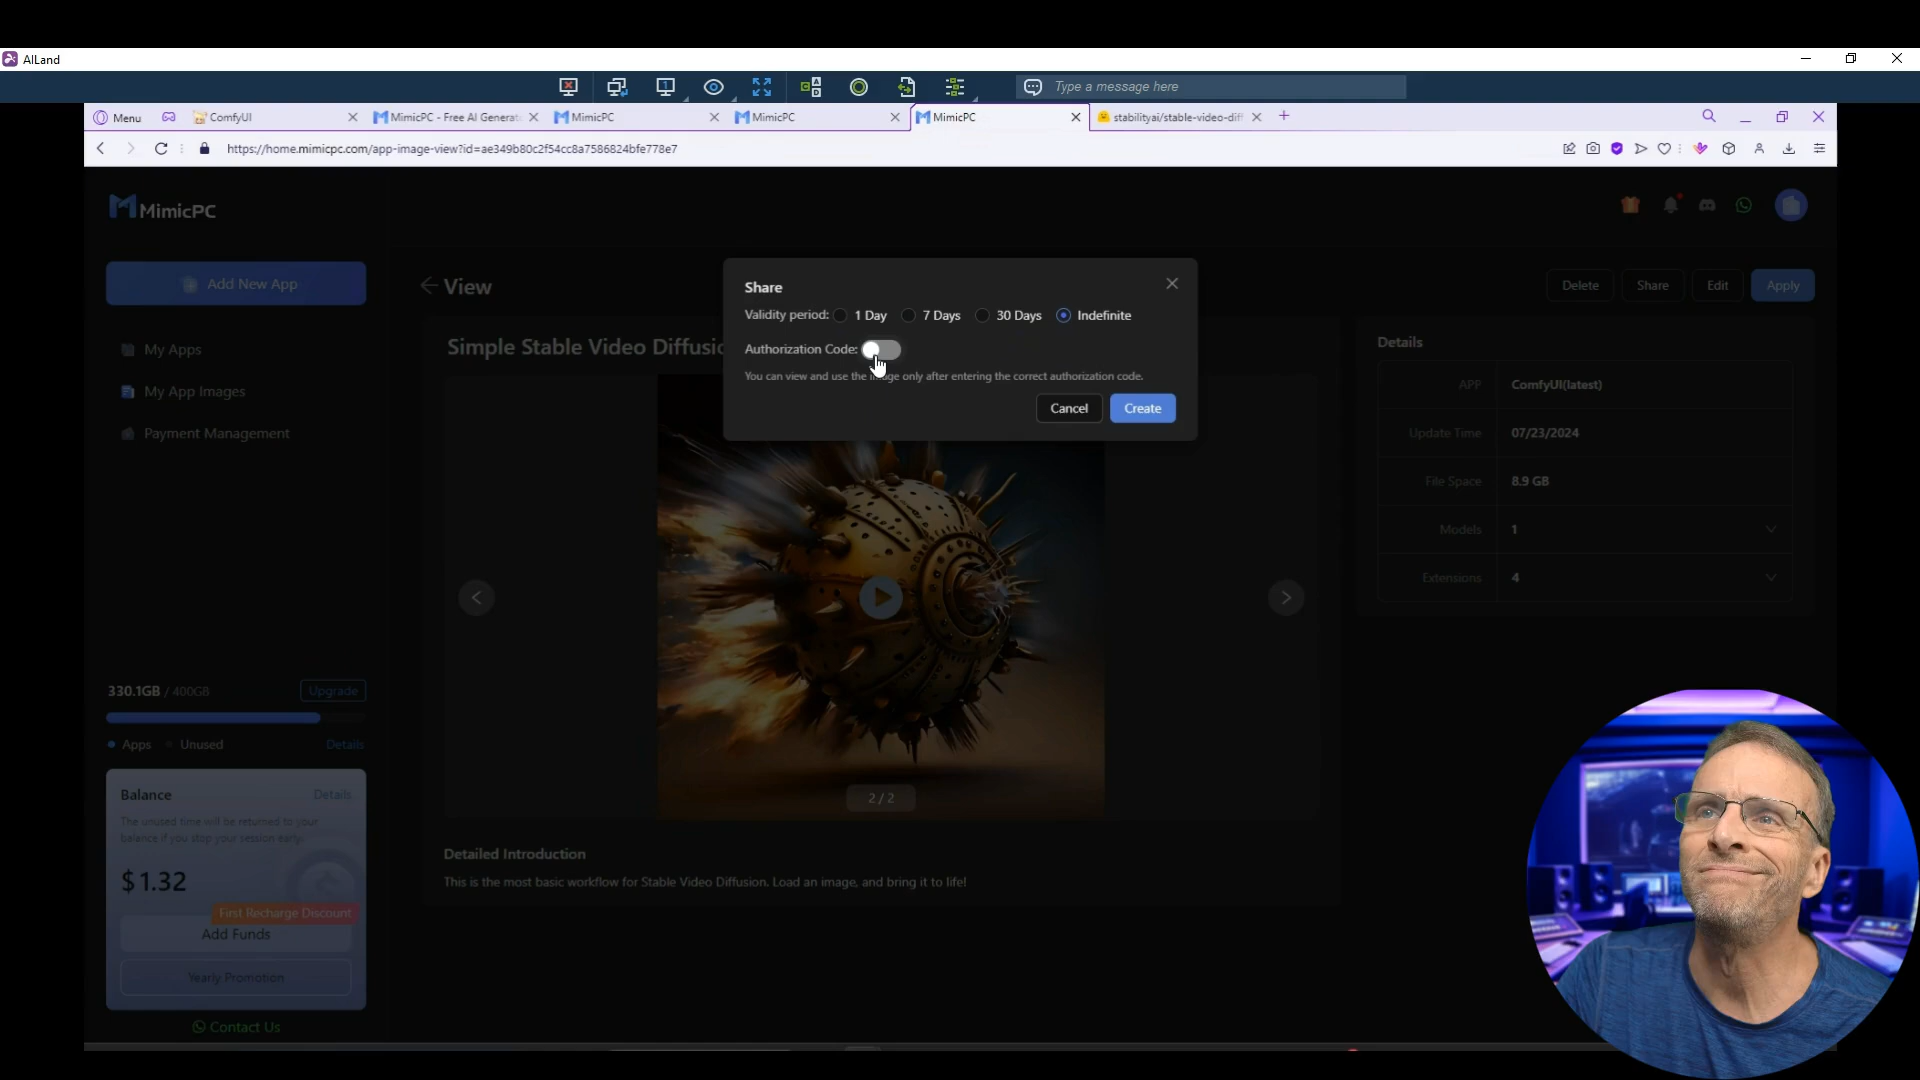 AILand
Type a message here
Menu
ComfyUI
MimicPC - Free AI Generat
MimicPC
MimicPC
MimicPC
stabilityai/stable-video-diff
https://home.mimicpc.com/app-image-view?id=ae349b80c2f54cc8a7586824bfe778e7
MimicPC
Add New App
My Apps
My App Images
Payment Management
330.1GB / 400GB
Upgrade
Apps
Unused
Details
Balance
Details
The unused time will be returned to your
balance if you stop your session early.
$1.32
First Recharge Discount
Add Funds
Yearly Promotion
Contact Us
View
Delete
Share
Edit
Apply
Simple Stable Video Diffusio
Share
Validity period:
1 Day
7 Days
30 Days
Indefinite
Authorization Code:
You can view and use the image only after entering the correct authorization code.
Cancel
Create
2 / 2
Detailed Introduction
This is the most basic workflow for Stable Video Diffusion. Load an image, and bring it to life!
Details
APP
ComfyUI(latest)
Update Time
07/23/2024
File Space
8.9 GB
Models
1
Extensions
4